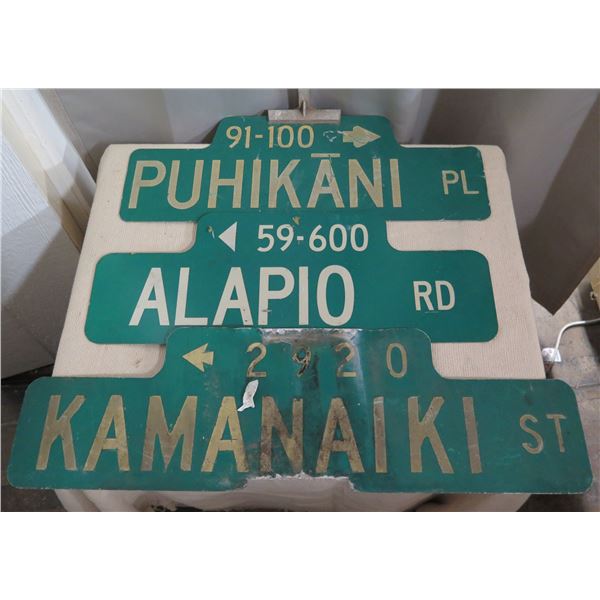 91-100
PUHIKĀNI PL
59-600
ALAPIO RD
2920
KAMANAIKI ST